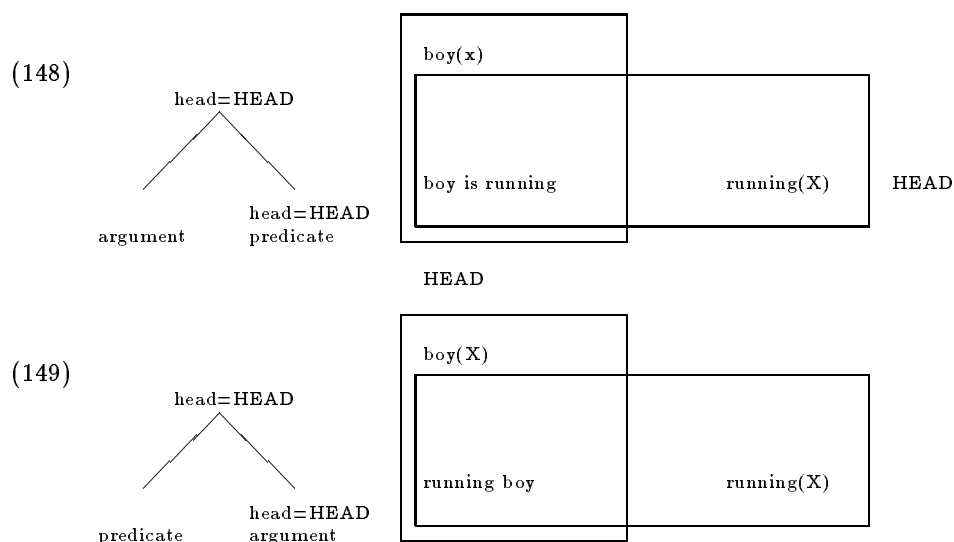 boy(x)
(148)
head=HEAD
boy is running running(X) HEAD
head=HEAD
argument predicate
HEAD
boy(X)
(149)
head=HEAD
running boy running(X)
head=HEAD
predicate argument